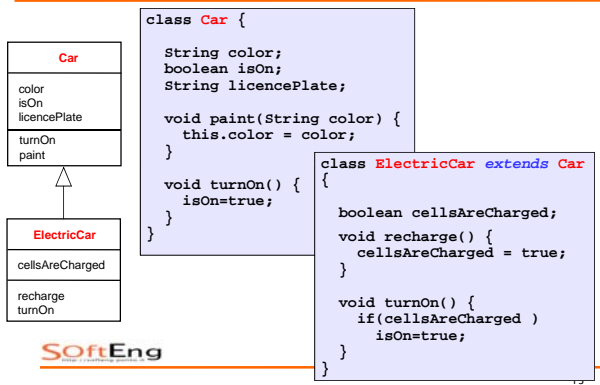 Car
color
isOn
licencePlate
turnOn
paint
ElectricCar
cellsAreCharged
recharge
turnOn
class Car {
String color;
boolean isOn;
String licencePlate;
void paint(String color) {
this.color = color;
}
void turnOn() {
isOn=true;
}
}
class ElectricCar extends Car
{
boolean cellsAreCharged;
void recharge() {
cellsAreCharged = true;
}
void turnOn() {
if(cellsAreCharged )
isOn=true;
}
}
SOftEng